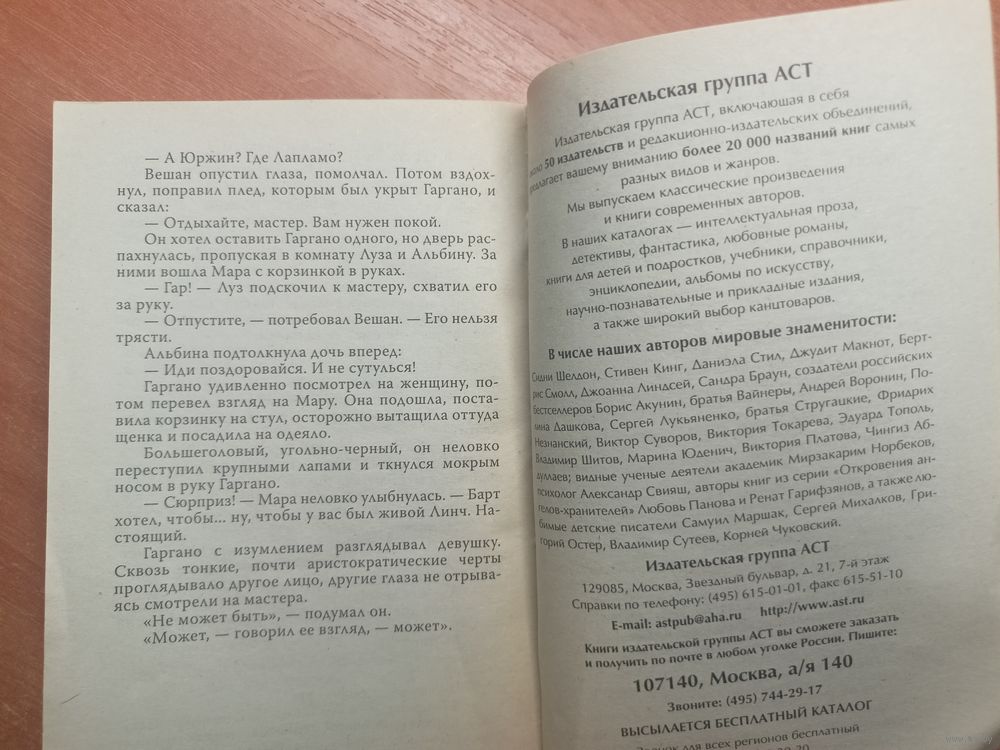 — А Юржин? Где Лапламо?
Вешан опустил глаза, помолчал. Потом вздох-
нул, поправил плед, которым был укрыт Гаргано, и
сказал:
— Отдыхайте, мастер. Вам нужен покой.
Он хотел оставить Гаргано одного, но дверь рас-
пахнулась, пропуская в комнату Луза и Альбину. За
ними вошла Мара с корзинкой в руках.
— Гар! — Луз подскочил к мастеру, схватил его
за руку.
— Отпустите, — потребовал Вешан. — Его нельзя
трясти.
Альбина подтолкнула дочь вперед:
— Иди поздоровайся. И не сутулься!
Гаргано удивленно посмотрел на женщину, по-
том перевел взгляд на Мару. Она подошла, поста-
вила корзинку на стул, осторожно вытащила оттуда
щенка и посадила на одеяло.
Большеголовый, угольно-черный, он неловко
переступил крупными лапами и ткнулся мокрым
носом в руку Гаргано.
— Сюрприз! — Мара неловко улыбнулась. — Барт
хотел, чтобы... ну, чтобы у вас был живой Линч. На-
стоящий.
Гаргано с изумлением разглядывал девушку.
Сквозь тонкие, почти аристократические черты
проглядывало другое лицо, другие глаза не отрыва-
ясь смотрели на мастера.
«Не может быть», — подумал он.
«Может, — говорил ее взгляд, — может».
Издательская группа АСТ
Издательская группа АСТ, включающая в себя
50 издательств и редакционно-издательских объединений,
предлагает вашему вниманию более 20 000 названий книг самых
разных видов и жанров.
Мы выпускаем классические произведения
и книги современных авторов.
В наших каталогах — интеллектуальная проза,
детективы, фантастика, любовные романы,
книги для детей и подростков, учебники, справочники,
энциклопедии, альбомы по искусству,
научно-познавательные и прикладные издания,
а также широкий выбор канцтоваров.
В числе наших авторов мировые знаменитости:
Сидни Шелдон, Стивен Кинг, Даниэла Стил, Джудит Макнот, Берт-
рис Смолл, Джоанна Линдсей, Сандра Браун, создатели российских
бестселлеров Борис Акунин, братья Вайнеры, Андрей Воронин, По-
лина Дашкова, Сергей Лукьяненко, братья Стругацкие, Фридрих
Незнанский, Виктор Суворов, Виктория Токарева, Эдуард Тополь,
Владимир Шитов, Марина Юденич, Виктория Платова, Чингиз Аб-
дуллаев; видные ученые деятели академик Мирзакарим Норбеков,
психолог Александр Свияш, авторы книг из серии «Откровения ан-
гелов-хранителей» Любовь Панова и Ренат Гарифзянов, а также лю-
бимые детские писатели Самуил Маршак, Сергей Михалков, Гри-
горий Остер, Владимир Сутеев, Корней Чуковский.
Издательская группа АСТ
129085, Москва, Звездный бульвар, д. 21, 7-й этаж
Справки по телефону: (495) 615-01-01, факс 615-51-10
E-mail: astpub@aha.ru http://www.ast.ru
Книги издательской группы АСТ вы сможете заказать
и получить по почте в любом уголке России. Пишите:
107140, Москва, а/я 140
Звоните: (495) 744-29-17
ВЫСЫЛАЕТСЯ БЕСПЛАТНЫЙ КАТАЛОГ
Звонок для всех регионов бесплатный